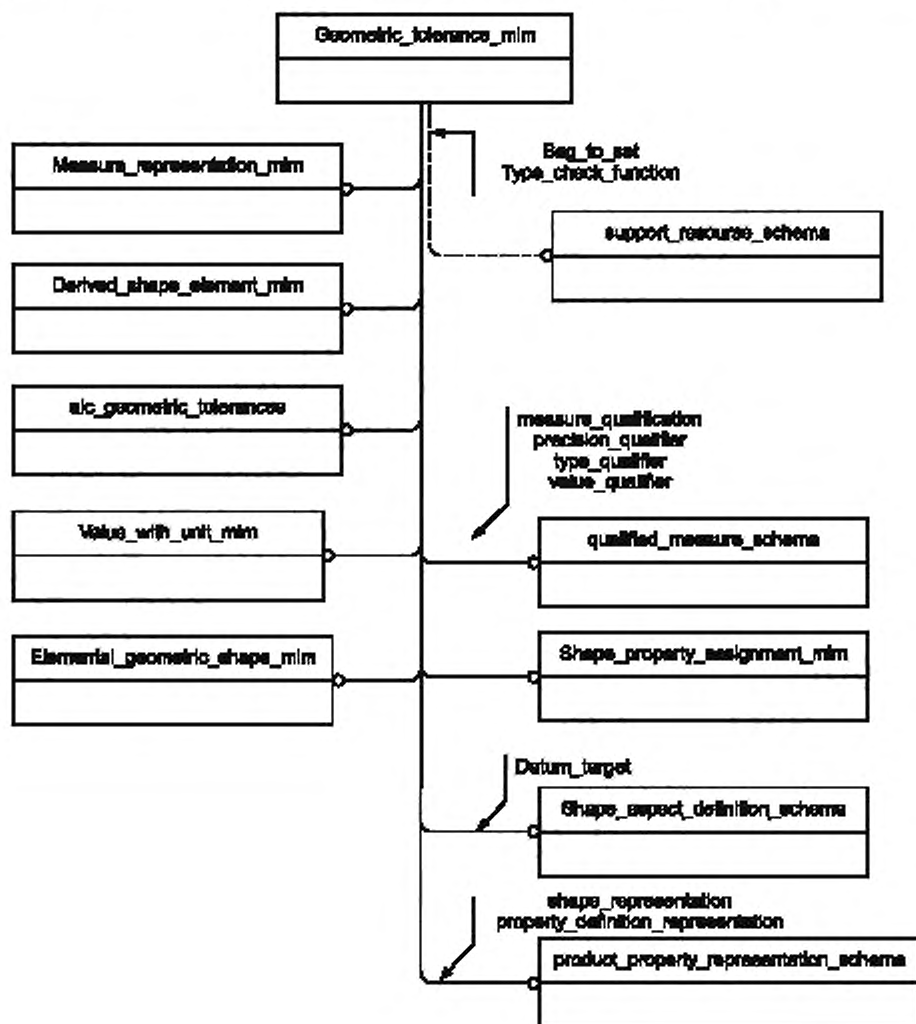 Geometric_tolerance_mim
Measure_representation_mim
Bag_to_set
Type_check_function
support_resourse_schema
Derived_shape_element_mim
aic_geometric_tolerances
measure_qualification
precision_qualifier
type_qualifier
value_qualifier
Value_with_unit_mim
qualified_measure_schema
Elemental_geometric_shape_mim
Shape_property_assignment_mim
Datum_target
Shape_aspect_definition_schema
shape_representation
property_definition_representation
product_property_representation_schema